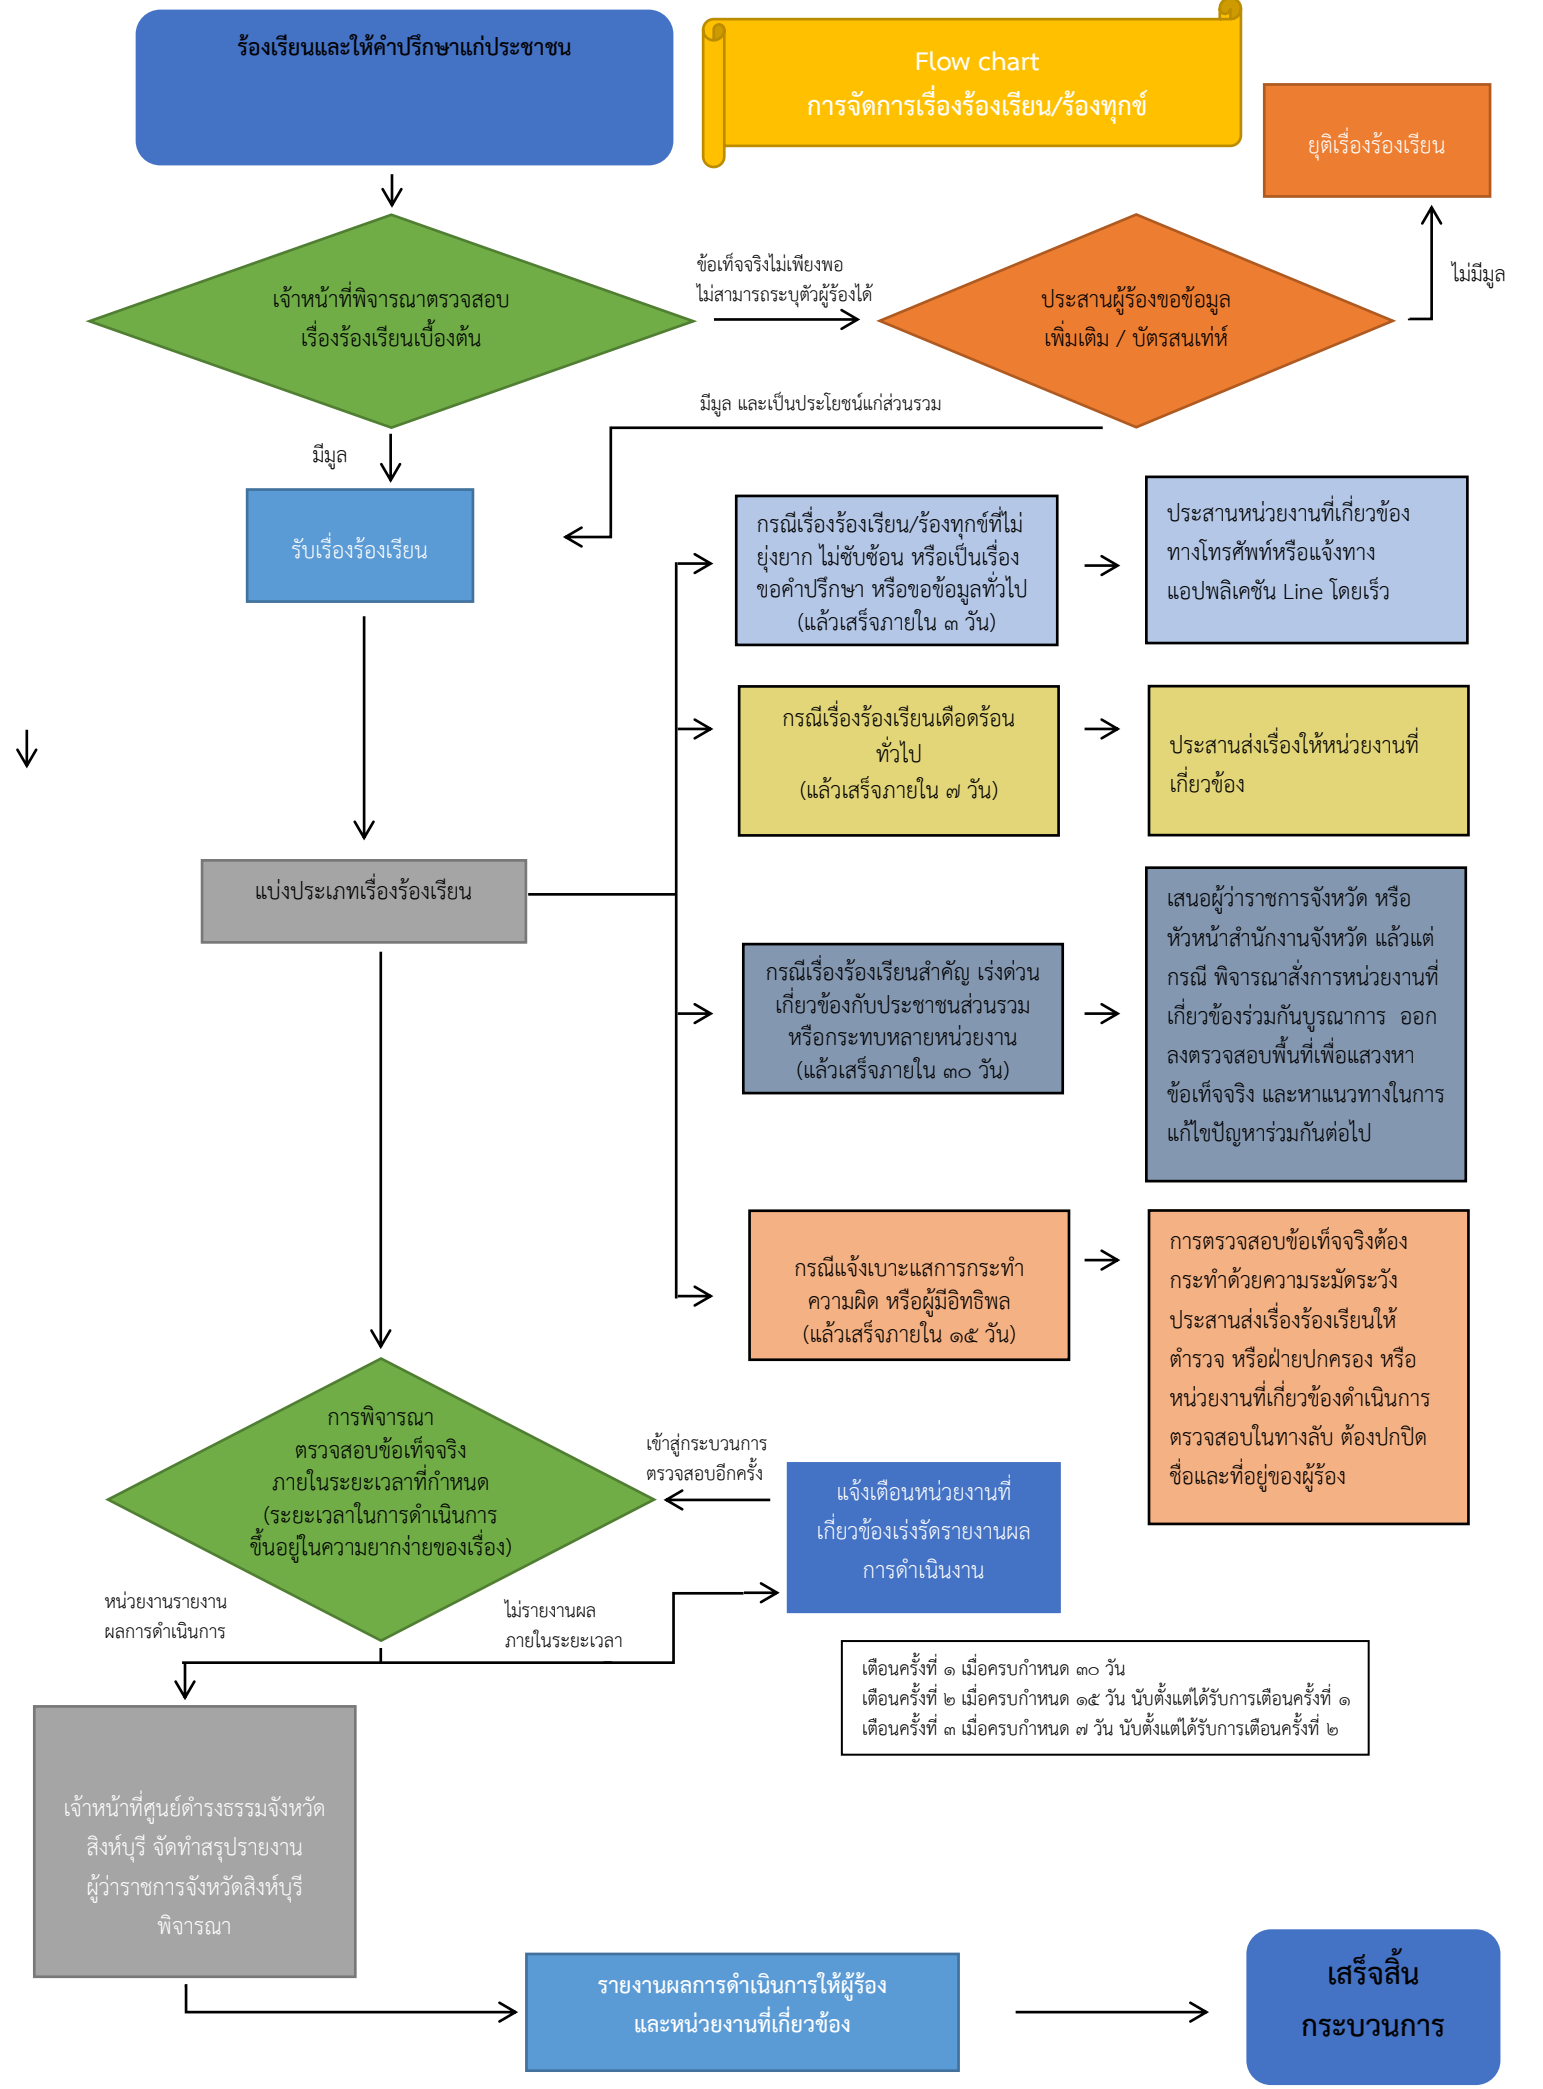 ร้องเรียนและให้คำปรึกษาแก่ประชาชน
Flow chart
การจัดการเรื่องร้องเรียน/ร้องทุกข์
ยุติเรื่องร้องเรียน
เจ้าหน้าที่พิจารณาตรวจสอบ
เรื่องร้องเรียนเบื้องต้น
ข้อเท็จจริงไม่เพียงพอ
ไม่สามารถระบุตัวผู้ร้องได้
ประสานผู้ร้องขอข้อมูล
เพิ่มเติม / บัตรสนเท่ห์
ไม่มีมูล
มีมูล และเป็นประโยชน์แก่ส่วนรวม
มีมูล
รับเรื่องร้องเรียน
กรณีเรื่องร้องเรียน/ร้องทุกข์ที่ไม่
ยุ่งยาก ไม่ซับซ้อน หรือเป็นเรื่อง
ขอคำปรึกษา หรือขอข้อมูลทั่วไป
(แล้วเสร็จภายใน ๓ วัน)
ประสานหน่วยงานที่เกี่ยวข้อง
ทางโทรศัพท์หรือแจ้งทาง
แอปพลิเคชัน Line โดยเร็ว
กรณีเรื่องร้องเรียนเดือดร้อน
ทั่วไป
(แล้วเสร็จภายใน ๗ วัน)
ประสานส่งเรื่องให้หน่วยงานที่
เกี่ยวข้อง
แบ่งประเภทเรื่องร้องเรียน
กรณีเรื่องร้องเรียนสำคัญ เร่งด่วน
เกี่ยวข้องกับประชาชนส่วนรวม
หรือกระทบหลายหน่วยงาน
(แล้วเสร็จภายใน ๓๐ วัน)
เสนอผู้ว่าราชการจังหวัด หรือ
หัวหน้าสำนักงานจังหวัด แล้วแต่
กรณี พิจารณาสั่งการหน่วยงานที่
เกี่ยวข้องร่วมกันบูรณาการ ออก
ลงตรวจสอบพื้นที่เพื่อแสวงหา
ข้อเท็จจริง และหาแนวทางในการ
แก้ไขปัญหาร่วมกันต่อไป
กรณีแจ้งเบาะแสการกระทำ
ความผิด หรือผู้มีอิทธิพล
(แล้วเสร็จภายใน ๑๕ วัน)
การตรวจสอบข้อเท็จจริงต้อง
กระทำด้วยความระมัดระวัง
ประสานส่งเรื่องร้องเรียนให้
ตำรวจ หรือฝ่ายปกครอง หรือ
หน่วยงานที่เกี่ยวข้องดำเนินการ
ตรวจสอบในทางลับ ต้องปกปิด
ชื่อและที่อยู่ของผู้ร้อง
การพิจารณา
ตรวจสอบข้อเท็จจริง
ภายในระยะเวลาที่กำหนด
(ระยะเวลาในการดำเนินการ
ขึ้นอยู่ในความยากง่ายของเรื่อง)
เข้าสู่กระบวนการ
ตรวจสอบอีกครั้ง
แจ้งเตือนหน่วยงานที่
เกี่ยวข้องเร่งรัดรายงานผล
การดำเนินงาน
หน่วยงานรายงาน
ผลการดำเนินการ
ไม่รายงานผล
ภายในระยะเวลา
เตือนครั้งที่ ๑ เมื่อครบกำหนด ๓๐ วัน
เตือนครั้งที่ ๒ เมื่อครบกำหนด ๑๕ วัน นับตั้งแต่ได้รับการเตือนครั้งที่ ๑
เตือนครั้งที่ ๓ เมื่อครบกำหนด ๗ วัน นับตั้งแต่ได้รับการเตือนครั้งที่ ๒
เจ้าหน้าที่ศูนย์ดำรงธรรมจังหวัด
สิงห์บุรี จัดทำสรุปรายงาน
ผู้ว่าราชการจังหวัดสิงห์บุรี
พิจารณา
รายงานผลการดำเนินการให้ผู้ร้อง
และหน่วยงานที่เกี่ยวข้อง
เสร็จสิ้น
กระบวนการ